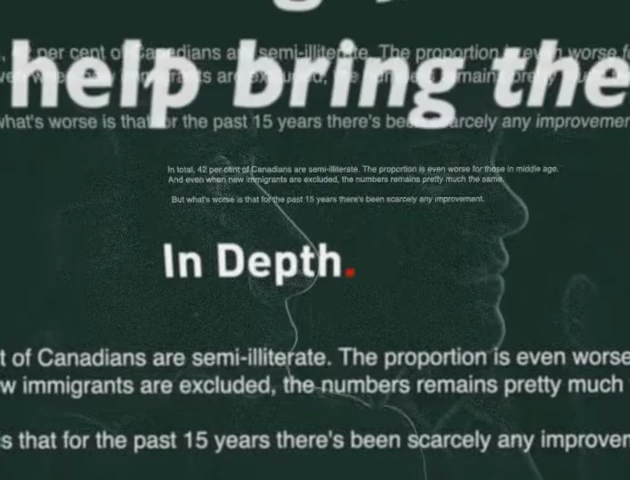 per cent of Canadians are semi-illiterate. The proportion is even worse
help bring the
what's worse is that for the past 15 years there's been scarcely any improvemen
In total, 42 per cent of Canadians are semi-illiterate. The proportion is even worse for those in middle age.
And even when new immigrants are excluded, the numbers remains pretty much the same.
But what's worse is that for the past 15 years there's been scarcely any improvement.
In Depth.
t of Canadians are semi-illiterate. The proportion is even worse
w immigrants are excluded, the numbers remains pretty much
s that for the past 15 years there's been scarcely any improvem